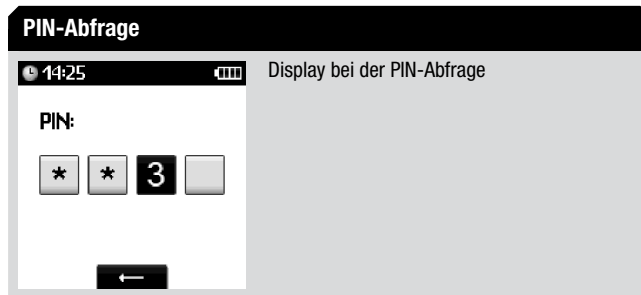 PIN-Abfrage
14:25
Display bei der PIN-Abfrage
PIN:
* * 3